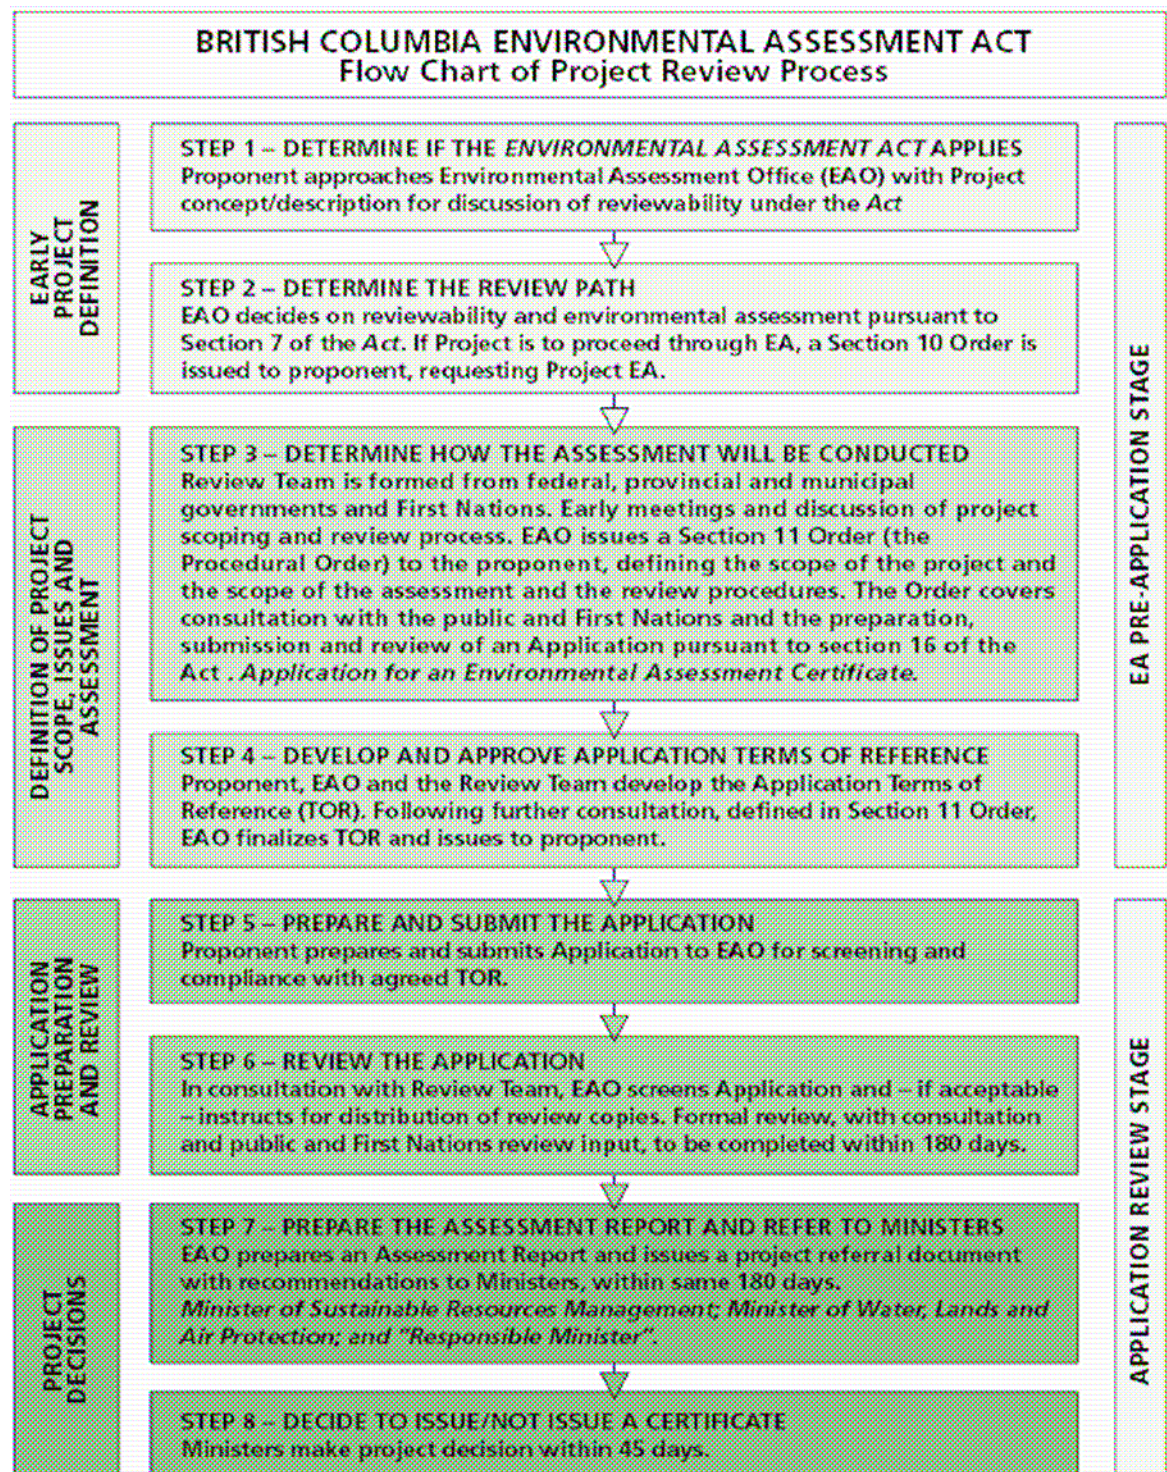 BRITISH COLUMBIA ENVIRONMENTAL ASSESSMENT ACT
Flow Chart of Project Review Process
EARLY
PROJECT
DEFINITION
STEP 1 – DETERMINE IF THE ENVIRONMENTAL ASSESSMENT ACT APPLIES
Proponent approaches Environmental Assessment Office (EAO) with Project
concept/description for discussion of reviewability under the Act
STEP 2 – DETERMINE THE REVIEW PATH
EAO decides on reviewability and environmental assessment pursuant to
Section 7 of the Act. If Project is to proceed through EA, a Section 10 Order is
issued to proponent, requesting Project EA.
EA PRE-APPLICATION STAGE
DEFINITION OF PROJECT
SCOPE, ISSUES AND
ASSESSMENT
STEP 3 – DETERMINE HOW THE ASSESSMENT WILL BE CONDUCTED
Review Team is formed from federal, provincial and municipal
governments and First Nations. Early meetings and discussion of project
scoping and review process. EAO issues a Section 11 Order (the
Procedural Order) to the proponent, defining the scope of the project and
the scope of the assessment and the review procedures. The Order covers
consultation with the public and First Nations and the preparation,
submission and review of an Application pursuant to section 16 of the
Act . Application for an Environmental Assessment Certificate.
STEP 4 – DEVELOP AND APPROVE APPLICATION TERMS OF REFERENCE
Proponent, EAO and the Review Team develop the Application Terms of
Reference (TOR). Following further consultation, defined in Section 11 Order,
EAO finalizes TOR and issues to proponent.
APPLICATION
PREPARATION
AND REVIEW
STEP 5 – PREPARE AND SUBMIT THE APPLICATION
Proponent prepares and submits Application to EAO for screening and
compliance with agreed TOR.
STEP 6 – REVIEW THE APPLICATION
In consultation with Review Team, EAO screens Application and – if acceptable
– instructs for distribution of review copies. Formal review, with consultation
and public and First Nations review input, to be completed within 180 days.
APPLICATION REVIEW STAGE
PROJECT
DECISIONS
STEP 7 – PREPARE THE ASSESSMENT REPORT AND REFER TO MINISTERS
EAO prepares an Assessment Report and issues a project referral document
with recommendations to Ministers, within same 180 days.
Minister of Sustainable Resources Management; Minister of Water, Lands and
Air Protection; and "Responsible Minister".
STEP 8 – DECIDE TO ISSUE/NOT ISSUE A CERTIFICATE
Ministers make project decision within 45 days.